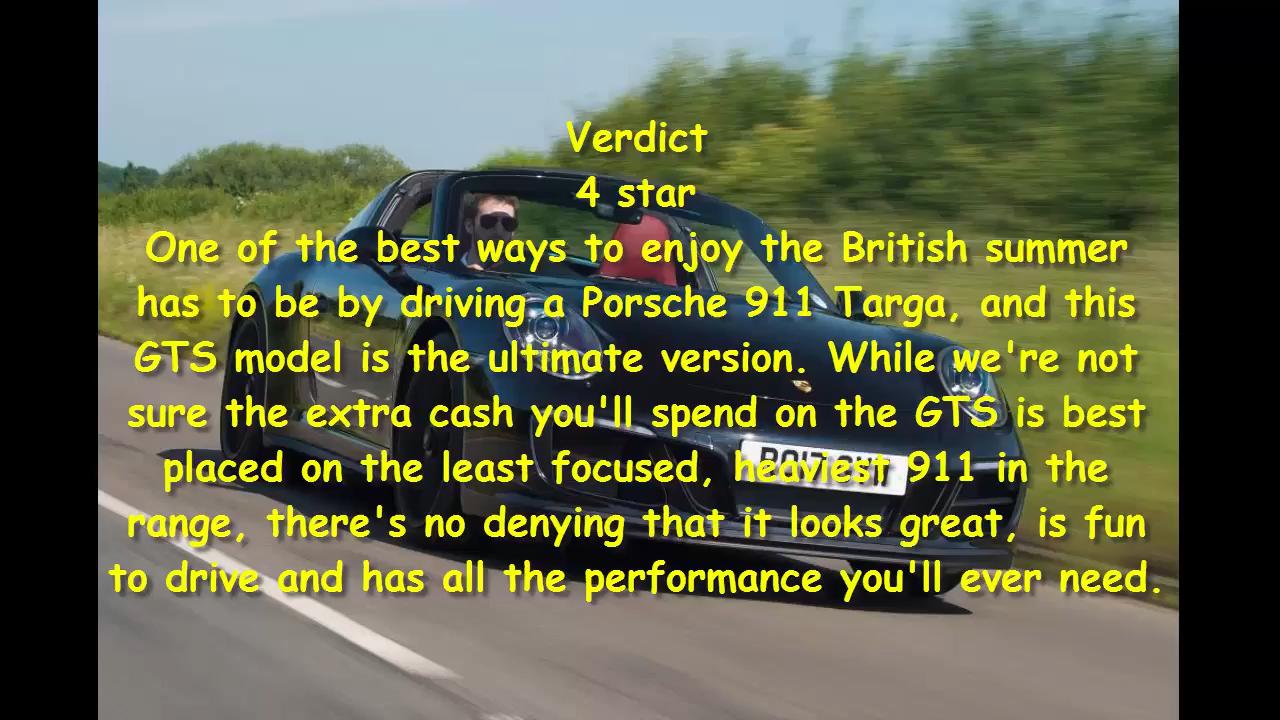 Verdict
4 star
One of the best ways to enjoy the British summer
has to be by driving a Porsche 911 Targa, and this
GTS model is the ultimate version. While we're not
sure the extra cash you'll spend on the GTS is best
placed on the least focused, heaviest 911 in the
range, there's no denying that it looks great, is fun
to drive and has all the performance you'll ever need.